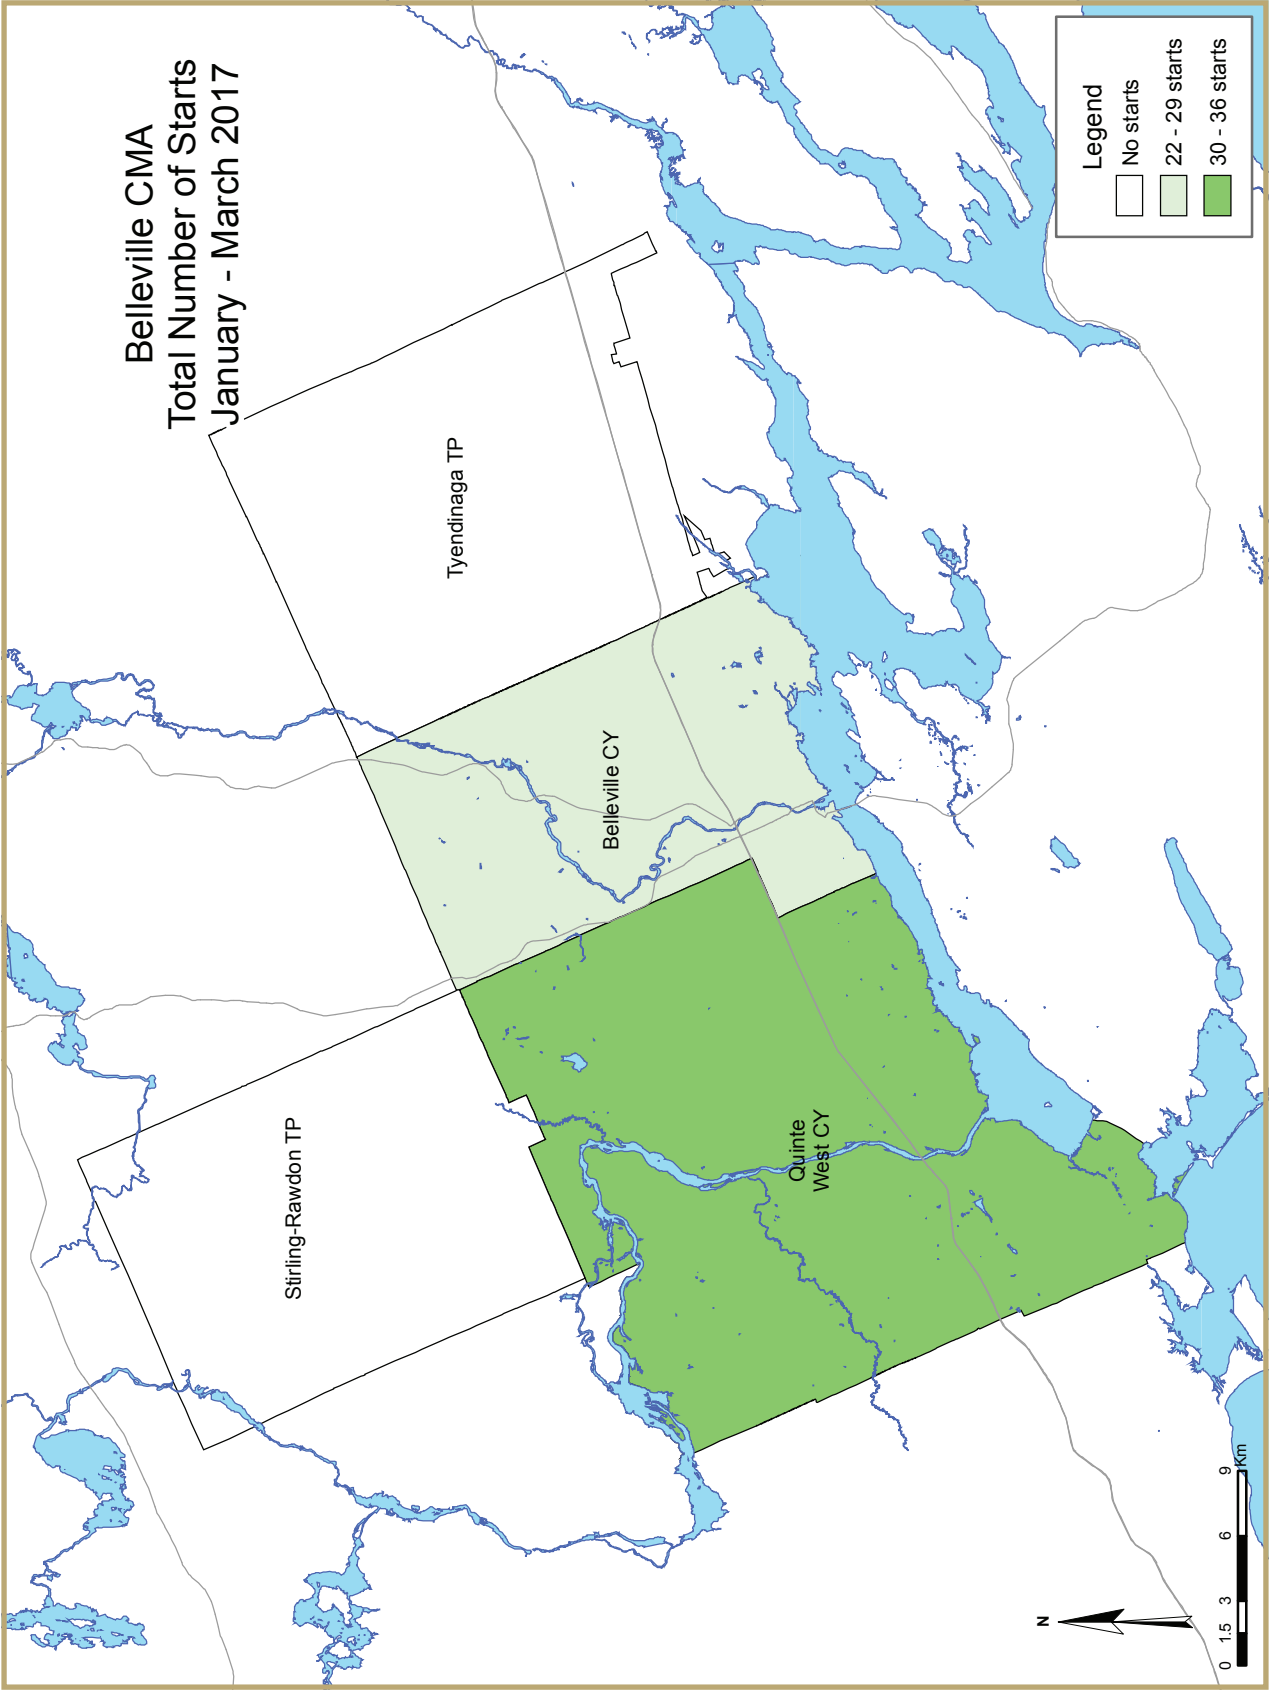 Belleville CMA
Total Number of Starts
January - March 2017
Stirling-Rawdon TP
Tyendinaga TP
Belleville CY
Quinte
West CY
Legend
No starts
22 - 29 starts
30 - 36 starts
N
0 1.5 3 6 9
Km